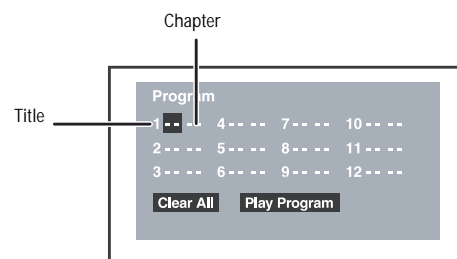 Chapter
Title
Program
1 -- -- 4 -- -- 7 -- -- 10 -- --
2 -- -- 5 -- -- 8 -- -- 11 -- --
3 -- -- 6 -- -- 9 -- -- 12 -- --
Clear All Play Program